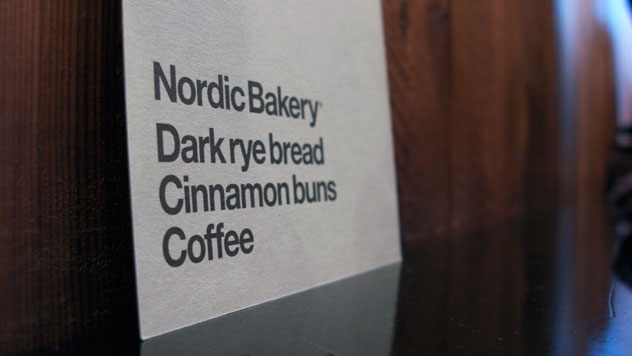 Nordic Bakery
Dark rye bread
Cinnamon buns
Coffee